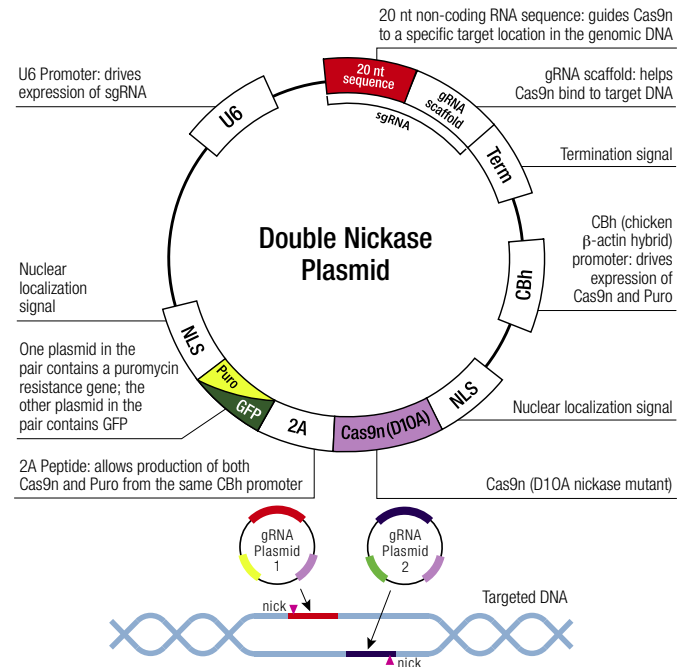 20 nt non-coding RNA sequence: guides Cas9n
to a specific target location in the genomic DNA
U6 Promoter: drives
expression of sgRNA
gRNA scaffold: helps
Cas9n bind to target DNA
20 nt
sequence
gRNA
scaffold
sgRNA
U6
Term
Termination signal
Double Nickase
Plasmid
CBh (chicken
β-actin hybrid)
promoter: drives
expression of
Cas9n and Puro
CBh
Nuclear
localization
signal
NLS
One plasmid in the
pair contains a puromycin
resistance gene; the
other plasmid in the
pair contains GFP
Puro
GFP
2A
Cas9n (D10A)
NLS
Nuclear localization signal
2A Peptide: allows production of both
Cas9n and Puro from the same CBh promoter
Cas9n (D10A nickase mutant)
gRNA
Plasmid
1
gRNA
Plasmid
2
nick
Targeted DNA
nick